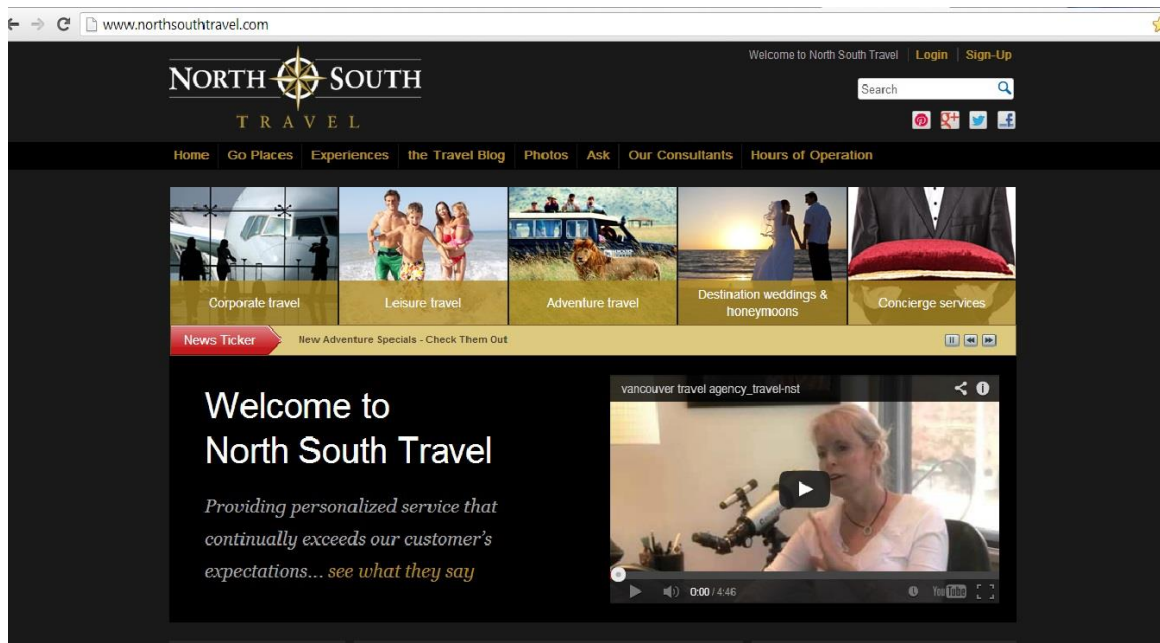 www.northsouthtravel.com
Welcome to North South Travel Login Sign-Up
NORTH SOUTH
TRAVEL
Search
Home Go Places Experiences the Travel Blog Photos Ask Our Consultants Hours of Operation
Corporate travel
Leisure travel
Adventure travel
Destination weddings &
honeymoons
Concierge services
News Ticker New Adventure Specials - Check Them Out
vancouver travel agency_travel-nst
Welcome to
North South Travel
Providing personalized service that
continually exceeds our customer's
expectations... see what they say
0:00 / 4:46 YouTube